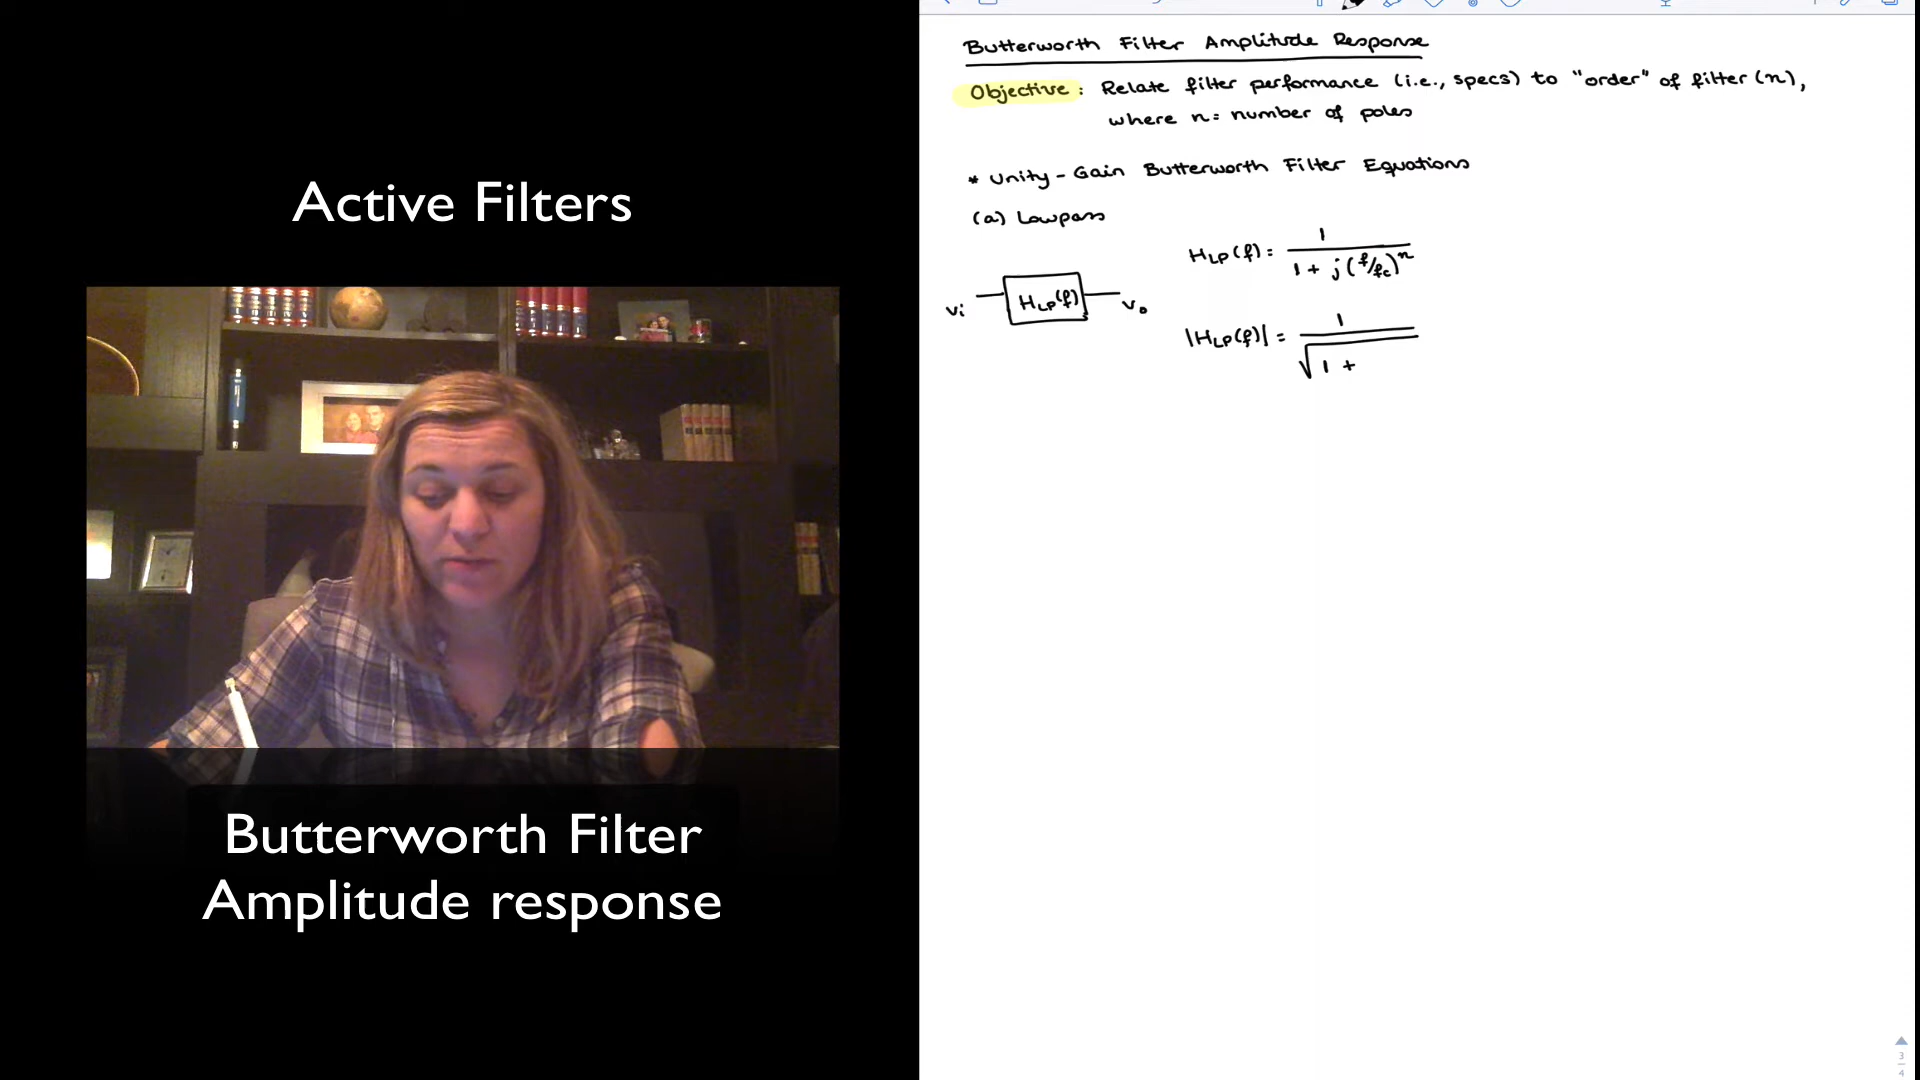 Active Filters
Butterworth Filter
Amplitude response
Butterworth Filter Amplitude Response
Objective : Relate filter performance (i.e., specs) to "order" of filter (n),
where n = number of poles
* Unity-Gain Butterworth Filter Equations
(a) Lowpass
H_LP(f) = 1 / (1 + j(f/f_c)^n)
v_i H_LP(f) v_o
|H_LP(f)| = 1 / √(1 +
3
4